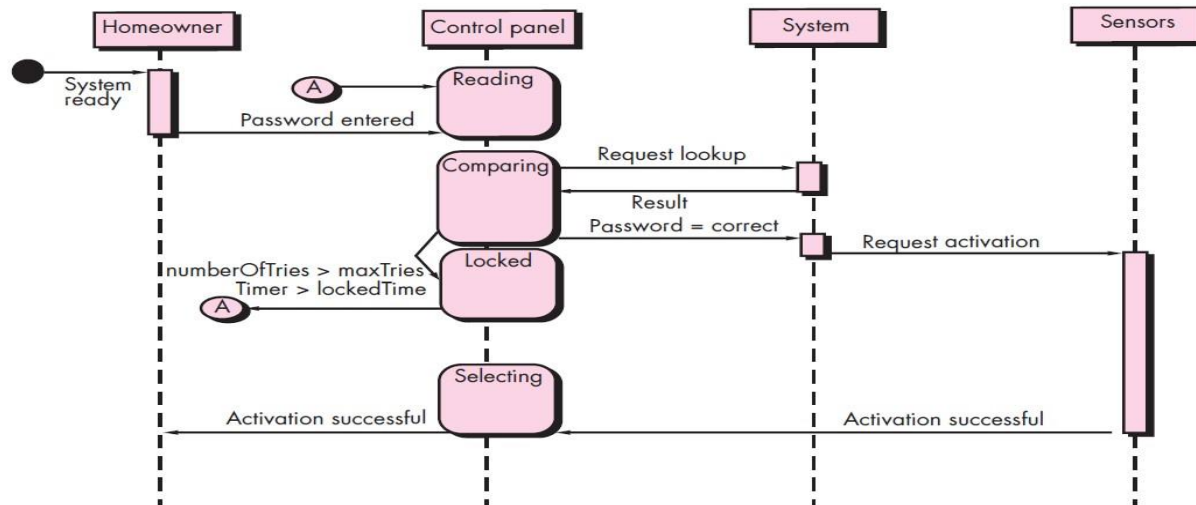 Homeowner
Control panel
System
Sensors
System
ready
A
Reading
Password entered
Comparing
Request lookup
Result
Password = correct
Request activation
Locked
numberOfTries > maxTries
Timer > lockedTime
A
Selecting
Activation successful
Activation successful